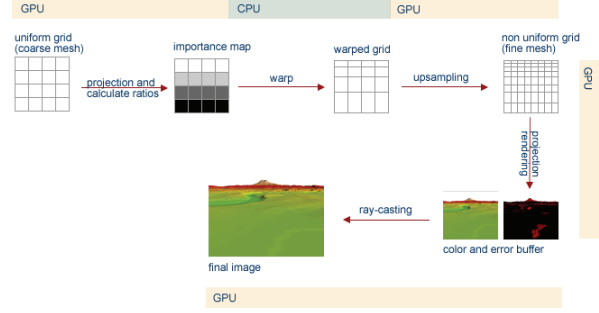 GPU
CPU
GPU
uniform grid
(coarse mesh)
importance map
warped grid
non uniform grid
(fine mesh)
projection and
calculate ratios
warp
upsampling
GPU
projection
rendering
ray-casting
color and error buffer
final image
GPU